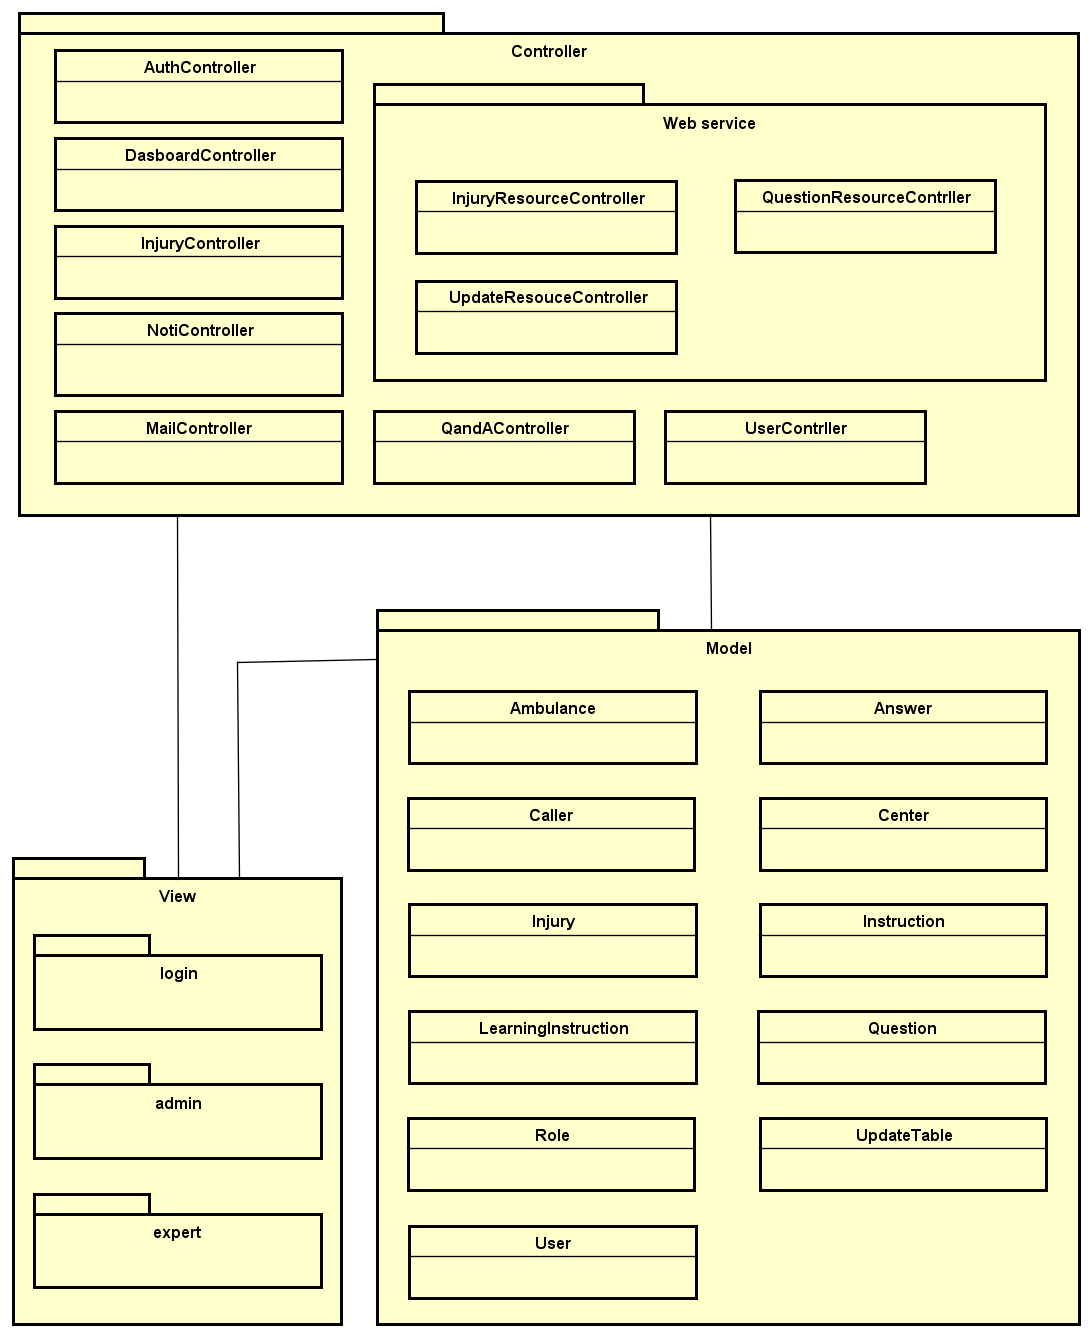 Controller
AuthController
DasboardController
InjuryController
NotiController
MailController
Web service
InjuryResourceController
QuestionResourceContrller
UpdateResouceController
QandAController
UserContrller
Model
Ambulance
Answer
Caller
Center
Injury
Instruction
LearningInstruction
Question
Role
UpdateTable
User
View
login
admin
expert